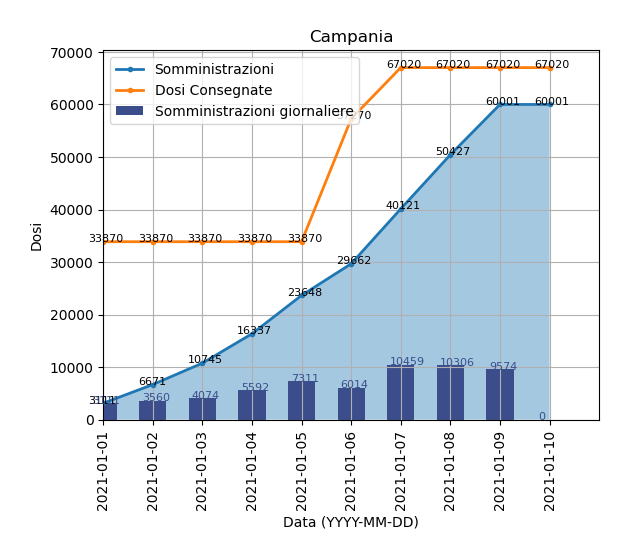 Campania
70000
60000
50000
40000
30000
20000
10000
0
Dosi
Somministrazioni
Dosi Consegnate
Somministrazioni giornaliere
33870 33870 33870 33870 33870 67020 67020 67020 67020
6671 10745 16337 23648 29662 40121 50427 60001 60001
3560 4074 5592 7311 6014 10459 10306 9574 0
2021-01-01 2021-01-02 2021-01-03 2021-01-04 2021-01-05 2021-01-06 2021-01-07 2021-01-08 2021-01-09 2021-01-10
Data (YYYY-MM-DD)